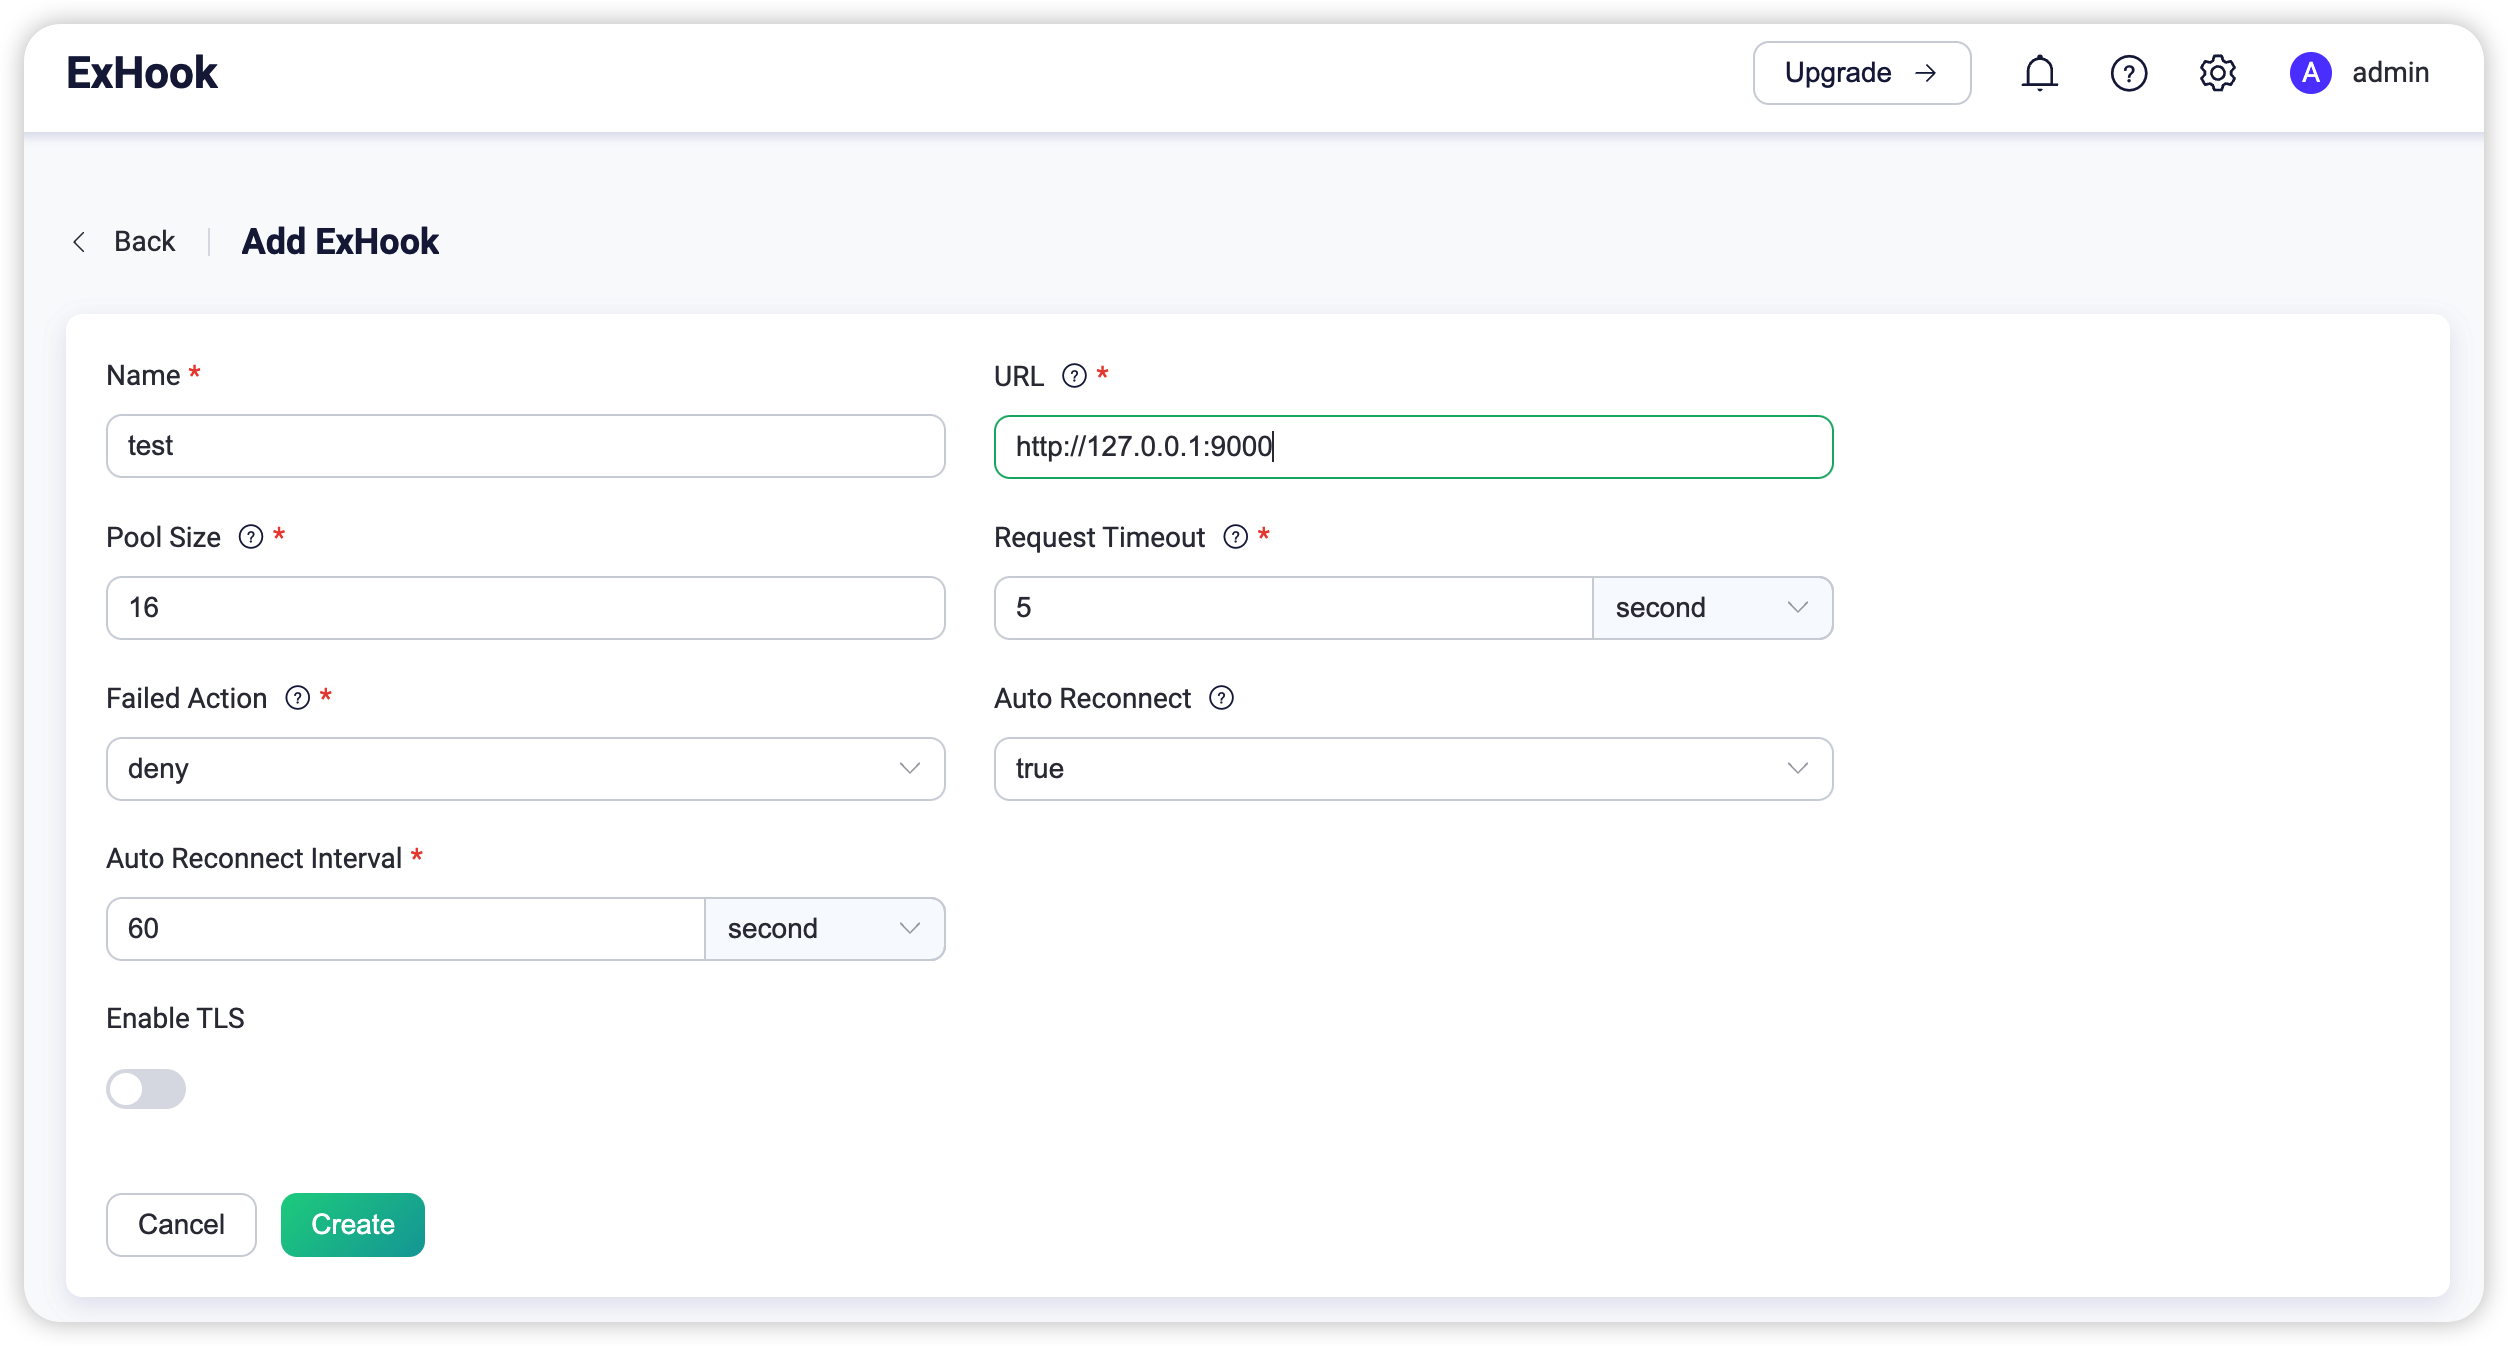 ExHook
Upgrade →
A admin
Back
Add ExHook
Name *
URL ? *
test
http://127.0.0.1:9000
Pool Size ? *
Request Timeout ? *
16
5 second
Failed Action ? *
Auto Reconnect ?
deny
true
Auto Reconnect Interval *
60 second
Enable TLS
Cancel Create